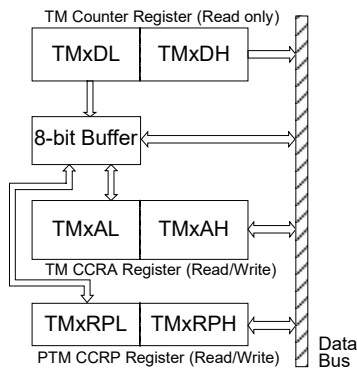 TM Counter Register (Read only)
TMxDL TMxDH
8-bit Buffer
TMxAL TMxAH
TM CCRA Register (Read/Write)
TMxRPL TMxRPH
PTM CCRP Register (Read/Write)
Data
Bus